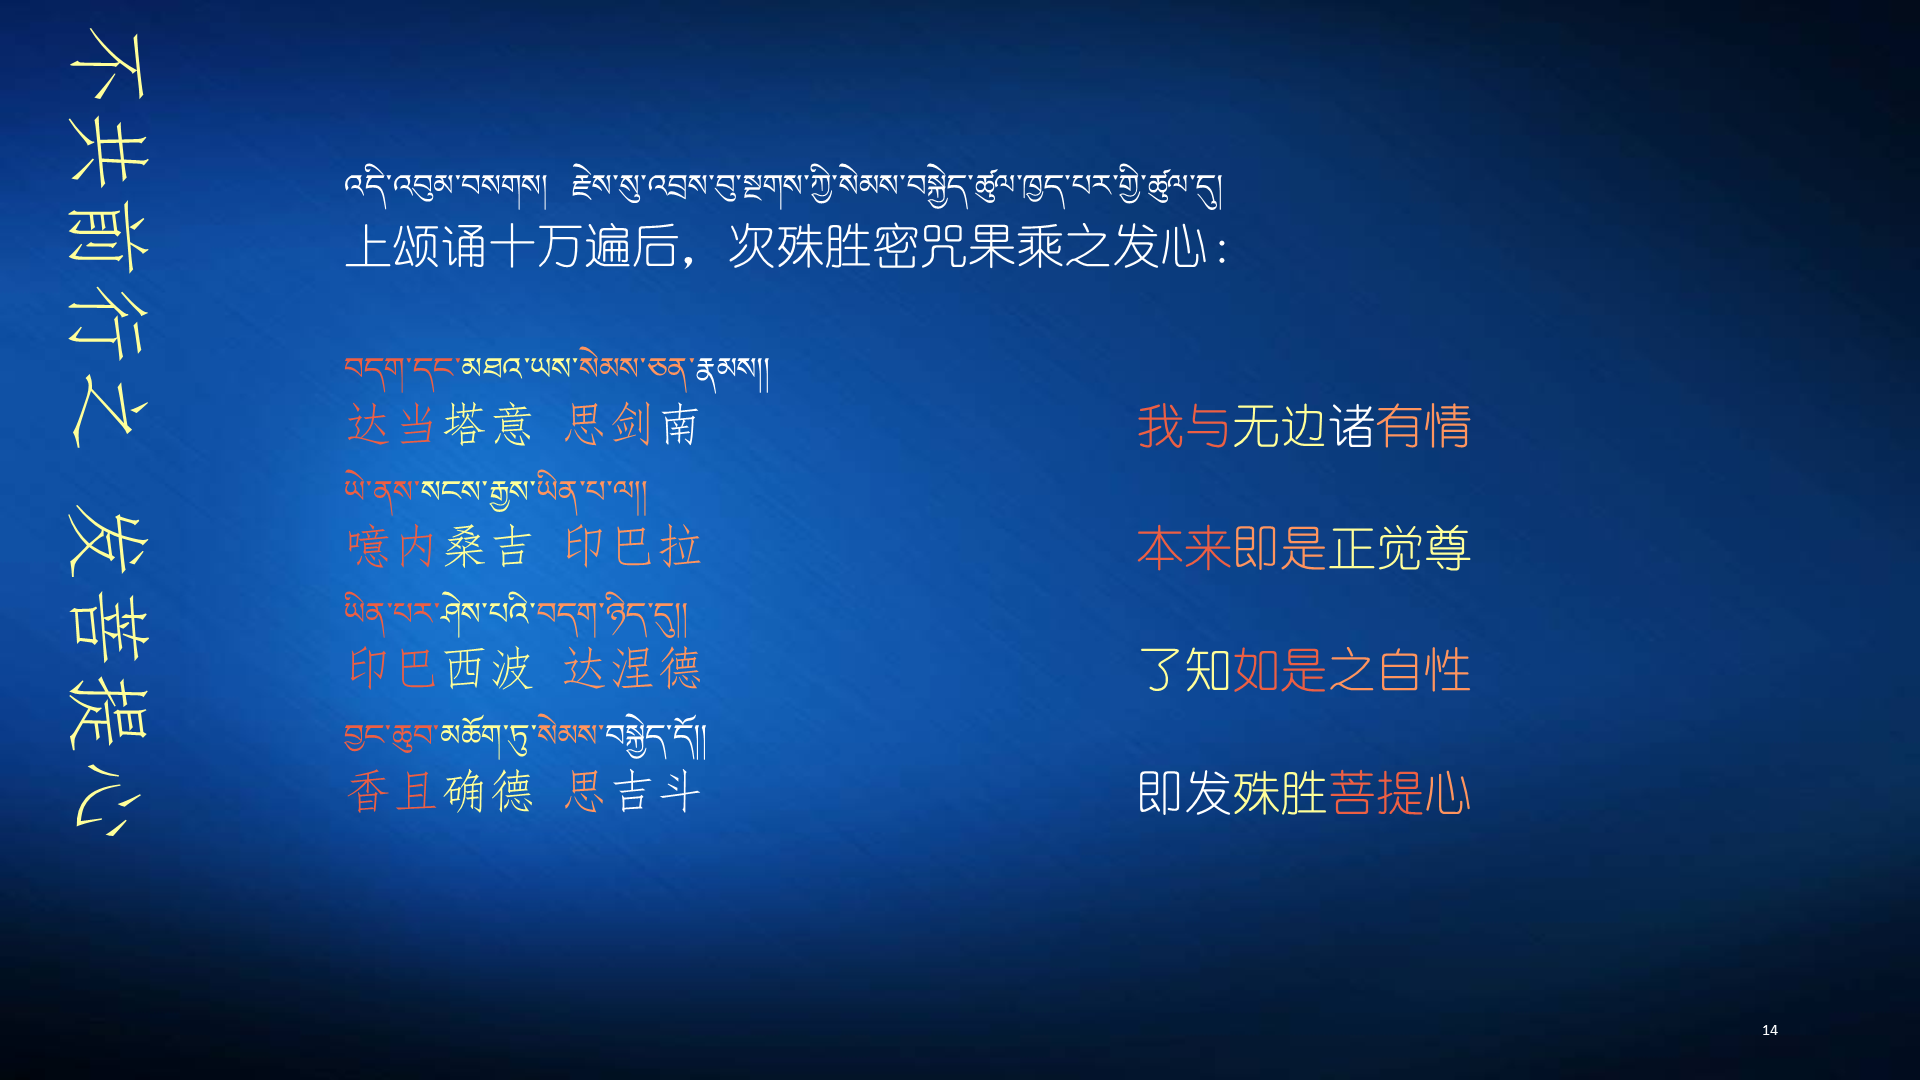 不共前行之 发菩提心
འདི་འབུམ་བསགས། རྗེས་སུ་འབྲས་བུ་སྔགས་ཀྱི་སེམས་བསྐྱེད་ཚུལ་ཁྱད་པར་གྱི་ཚུལ་དུ།
上颂诵十万遍后，次殊胜密咒果乘之发心：
བདག་དང་མཐའ་ཡས་སེམས་ཅན་རྣམས།།
达当塔意 思剑南 我与无边诸有情
ཡེ་ནས་སངས་རྒྱས་ཡིན་པ་ལ།།
噫内桑吉 印巴拉 本来即是正觉尊
ཡིན་པར་ཤེས་པའི་བདག་ཉིད་དུ།།
印巴西波 达涅德 了知如是之自性
བྱང་ཆུབ་མཆོག་ཏུ་སེམས་བསྐྱེད་དོ།།
香且确德 思吉斗 即发殊胜菩提心
14